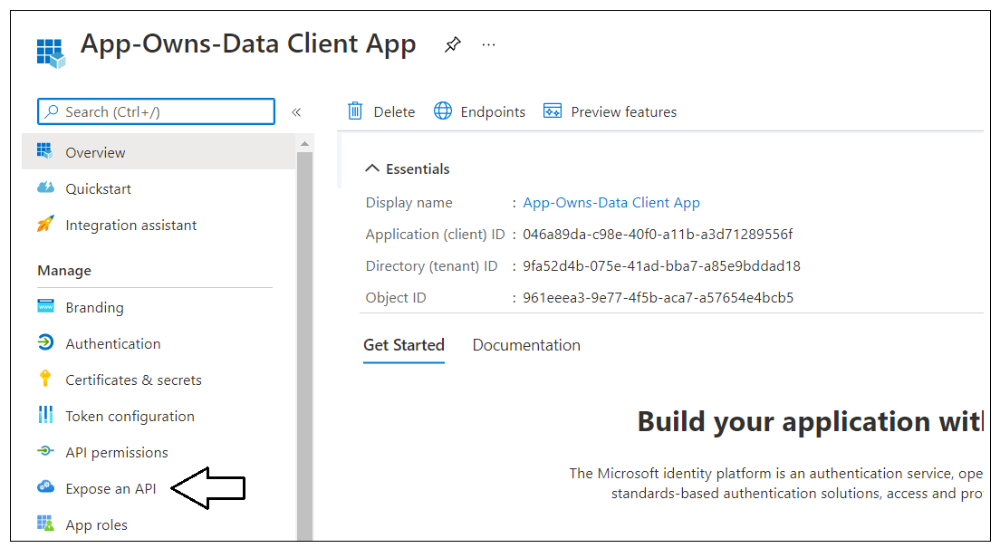 App-Owns-Data Client App
Search (Ctrl+/)
«
Overview
Quickstart
Integration assistant
Manage
Branding
Authentication
Certificates & secrets
Token configuration
API permissions
Expose an API
App roles
Delete Endpoints Preview features
Essentials
Display name : App-Owns-Data Client App
Application (client) ID : 046a89da-c98e-40f0-a11b-a3d71289556f
Directory (tenant) ID : 9fa52d4b-075e-41ad-bba7-a85e9bddad18
Object ID : 961eeea3-9e77-4f5b-aca7-a57654e4bcb5
Get Started Documentation
Build your application with
The Microsoft identity platform is an authentication service, ope
standards-based authentication solutions, access and pro